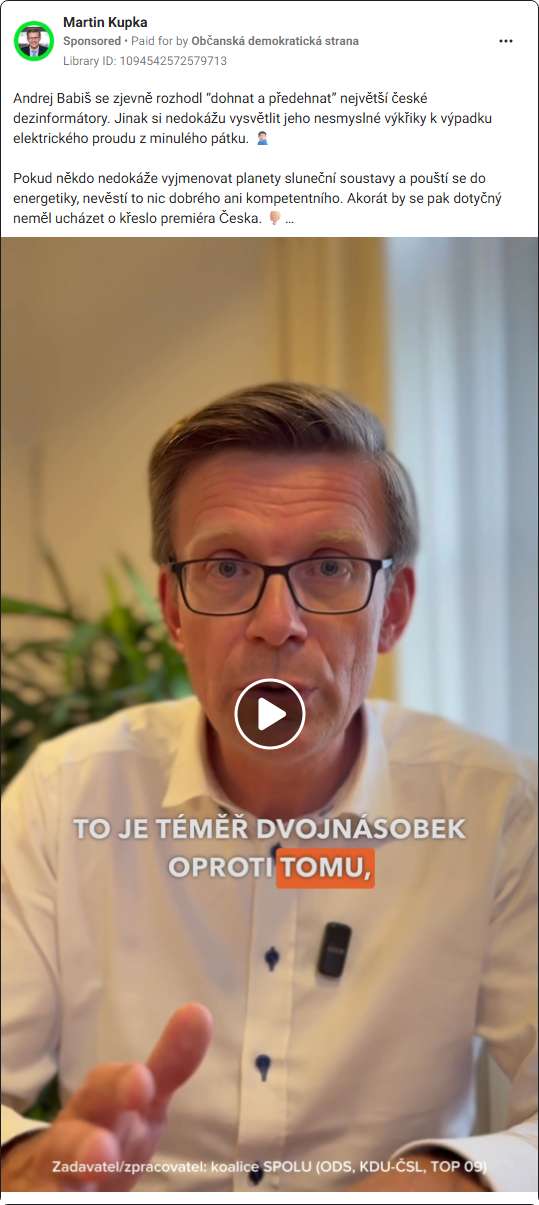 Martin Kupka
Sponsored • Paid for by Občanská demokratická strana
Library ID: 1094542572579713
Andrej Babiš se zjevně rozhodl “dohnat a předehnat” největší české
dezinformátory. Jinak si nedokážu vysvětlit jeho nesmyslné výkřiky k výpadku
elektrického proudu z minulého pátku. 🤦🏻‍♂️
Pokud někdo nedokáže vyjmenovat planety sluneční soustavy a pouští se do
energetiky, nevěstí to nic dobrého ani kompetentního. Akorát by se pak dotyčný
neměl ucházet o křeslo premiéra Česka. 👎🏻 ...
TO JE TÉMĚŘ DVOJNÁSOBEK
OPROTI TOMU,
Zadavatel/zpracovatel: koalice SPOLU (ODS, KDU-ČSL, TOP 09)